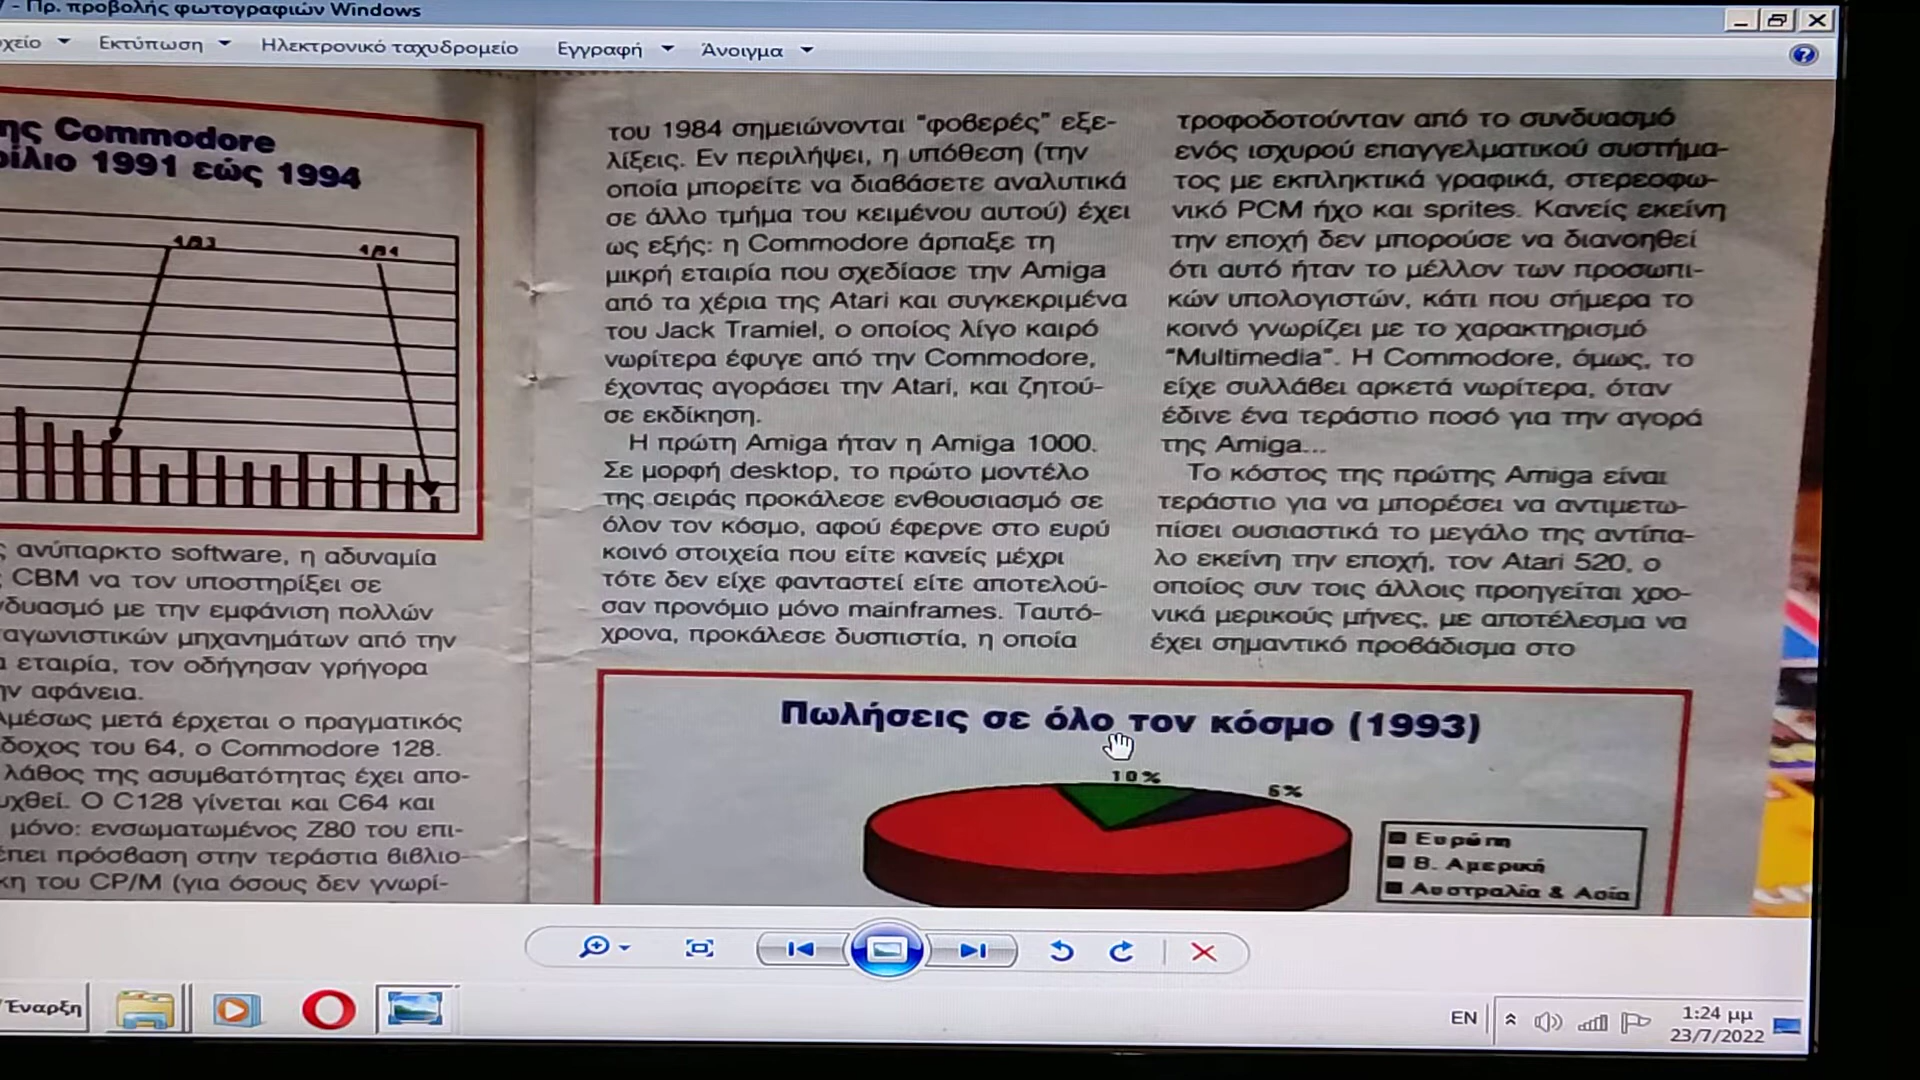 - Πρ. προβολής φωτογραφιών Windows
χείο Εκτύπωση Ηλεκτρονικό ταχυδρομείο Εγγραφή Άνοιγμα
ης Commodore
ρίλιο 1991 εώς 1994
ς ανύπαρκτο software, η αδυναμία
CBM να τον υποστηρίξει σε
νδυασμό με την εμφάνιση πολλών
ταγωνιστικών μηχανημάτων από την
α εταιρία, τον οδήγησαν γρήγορα
ην αφάνεια.
Αμέσως μετά έρχεται ο πραγματικός
δοχος του 64, ο Commodore 128.
λάθος της ασυμβατότητας έχει απο-
υχθεί. Ο C128 γίνεται και C64 και
μόνο: ενσωματωμένος Z80 του επι-
έπει πρόσβαση στην τεράστια βιβλιο-
κη του CP/M (για όσους δεν γνωρί-
του 1984 σημειώνονται "φοβερές" εξε-
λίξεις. Εν περιλήψει, η υπόθεση (την
οποία μπορείτε να διαβάσετε αναλυτικά
σε άλλο τμήμα του κειμένου αυτού) έχει
ως εξής: η Commodore άρπαξε τη
μικρή εταιρία που σχεδίασε την Amiga
από τα χέρια της Atari και συγκεκριμένα
του Jack Tramiel, ο οποίος λίγο καιρό
νωρίτερα έφυγε από την Commodore,
έχοντας αγοράσει την Atari, και ζητού-
σε εκδίκηση.
Η πρώτη Amiga ήταν η Amiga 1000.
Σε μορφή desktop, το πρώτο μοντέλο
της σειράς προκάλεσε ενθουσιασμό σε
όλον τον κόσμο, αφού έφερνε στο ευρύ
κοινό στοιχεία που είτε κανείς μέχρι
τότε δεν είχε φανταστεί είτε αποτελού-
σαν προνόμιο μόνο mainframes. Ταυτό-
χρονα, προκάλεσε δυσπιστία, η οποία
τροφοδοτούνταν από το συνδυασμό
ενός ισχυρού επαγγελματικού συστήμα-
τος με εκπληκτικά γραφικά, στερεοφω-
νικό PCM ήχο και sprites. Κανείς εκείνη
την εποχή δεν μπορούσε να διανοηθεί
ότι αυτό ήταν το μέλλον των προσωπι-
κών υπολογιστών, κάτι που σήμερα το
κοινό γνωρίζει με το χαρακτηρισμό
"Multimedia". Η Commodore, όμως, το
είχε συλλάβει αρκετά νωρίτερα, όταν
έδινε ένα τεράστιο ποσό για την αγορά
της Amiga...
Το κόστος της πρώτης Amiga είναι
τεράστιο για να μπορέσει να αντιμετω-
πίσει ουσιαστικά το μεγάλο της αντίπα-
λο εκείνη την εποχή, τον Atari 520, ο
οποίος συν τοις άλλοις προηγείται χρο-
νικά μερικούς μήνες, με αποτέλεσμα να
έχει σημαντικό προβάδισμα στο
Πωλήσεις σε όλο τον κόσμο (1993)
10%
6%
Ευρώπη
Β. Αμερική
Αυστραλία & Ασία
Έναρξη
EN
1:24 μμ
23/7/2022